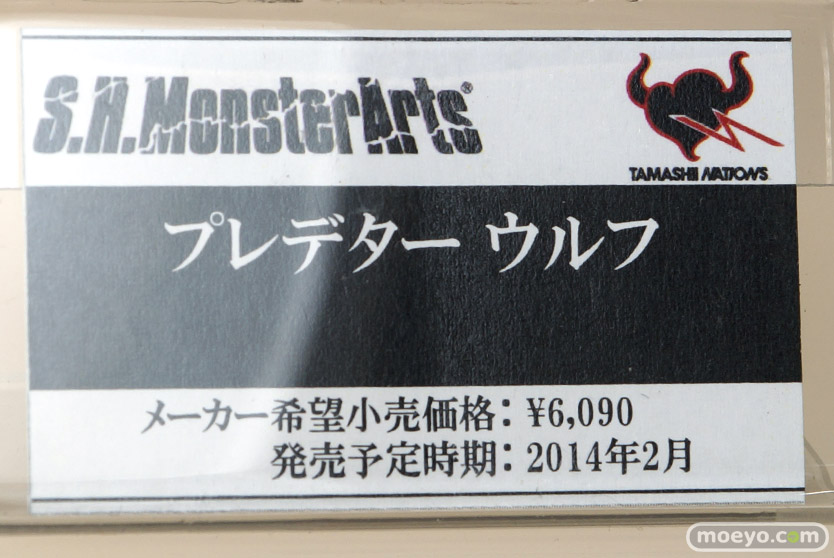 S.H.MonsterArts®
TAMASHII NATIONS
プレデター ウルフ
メーカー希望小売価格：¥6,090
発売予定時期：2014年2月
moeyo.com